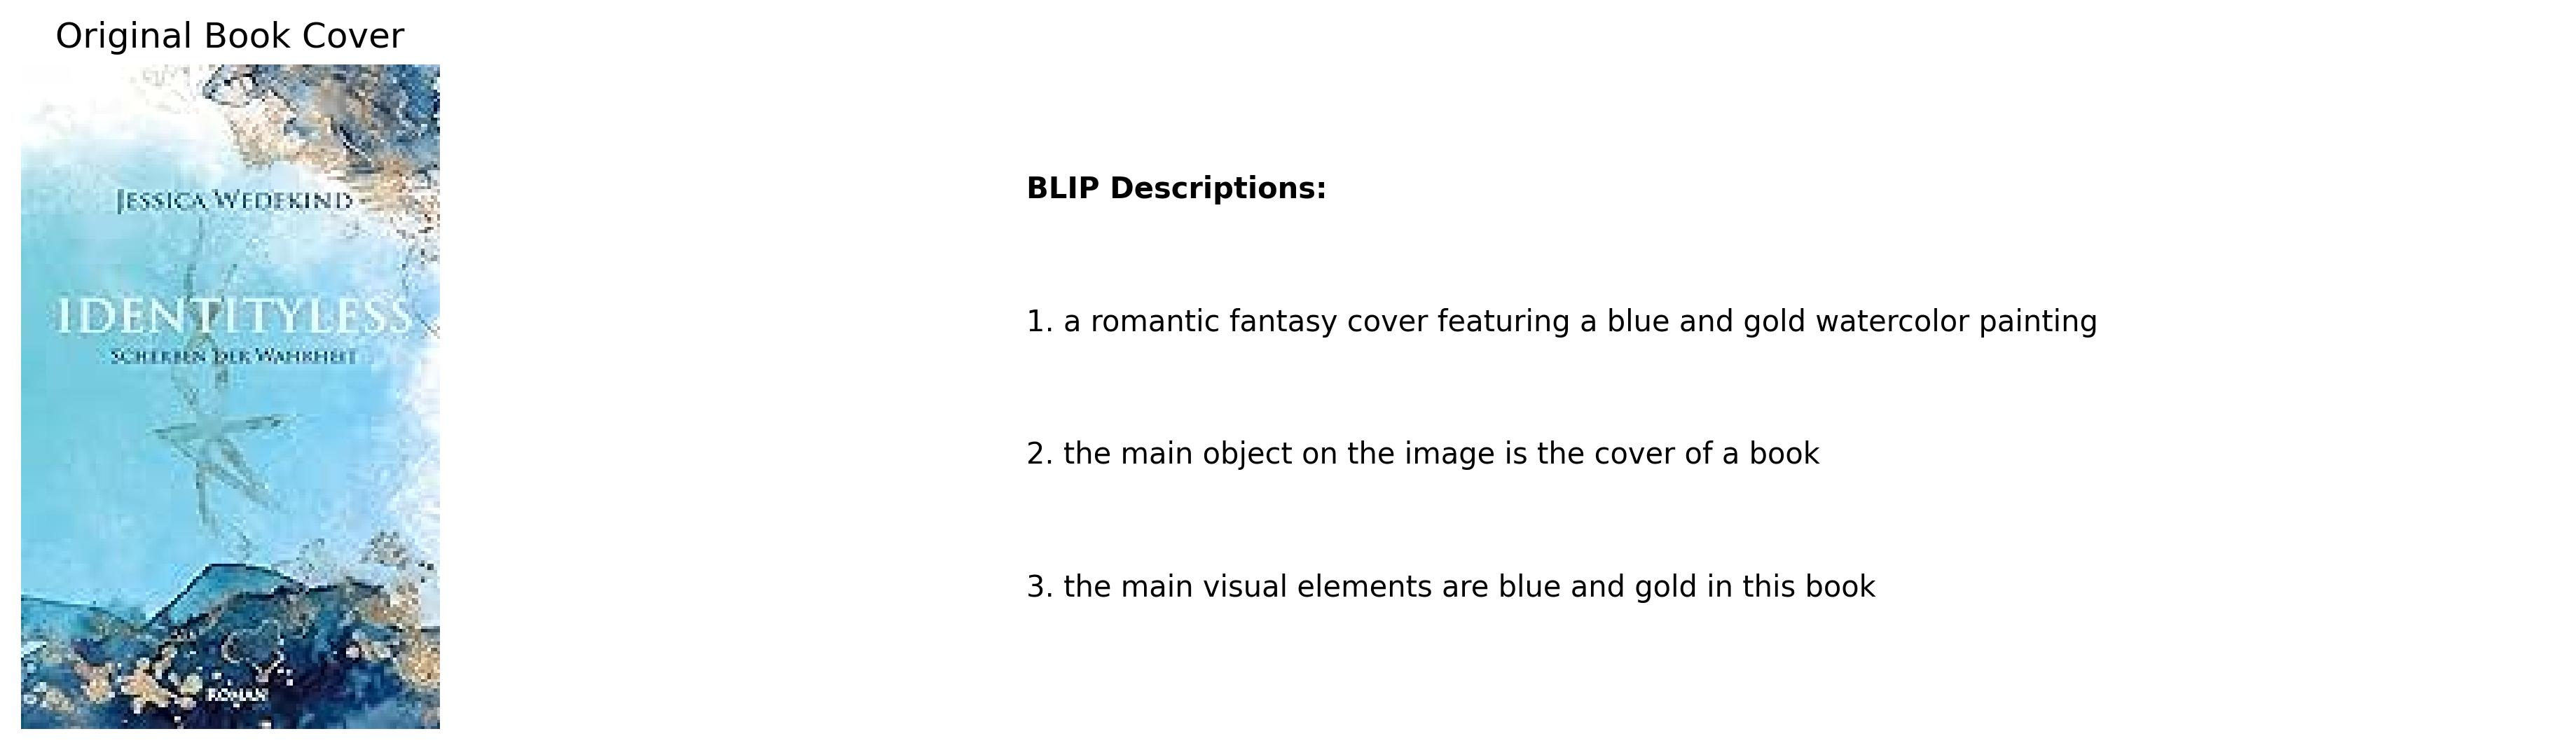 Original Book Cover
JESSICA WEDEKIND
IDENTITYLESS
SCHERBEN DER WAHRHEIT
ROMAN
BLIP Descriptions:
1. a romantic fantasy cover featuring a blue and gold watercolor painting
2. the main object on the image is the cover of a book
3. the main visual elements are blue and gold in this book